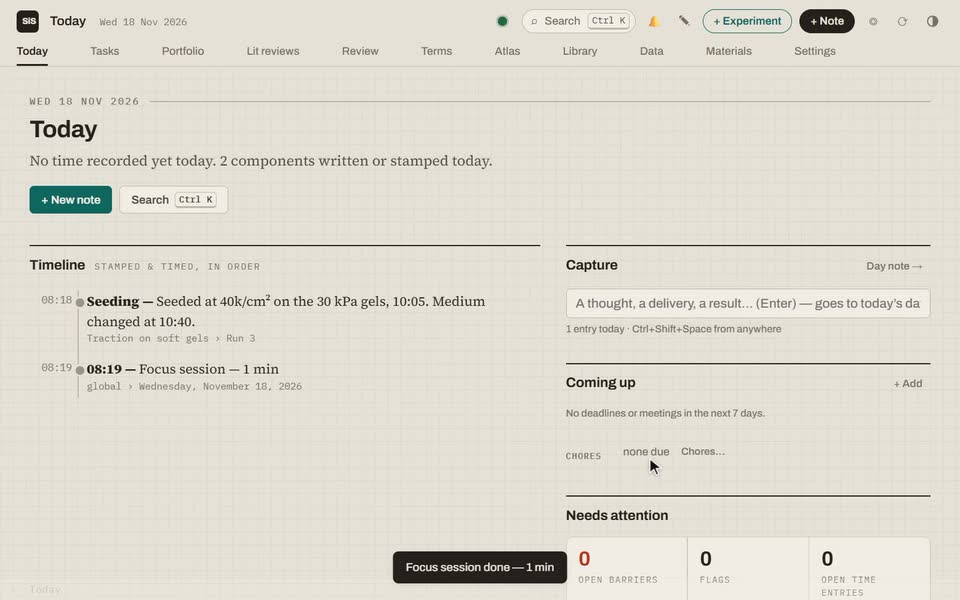 SiS Today Wed 18 Nov 2026 Search Ctrl K + Experiment + Note
Today Tasks Portfolio Lit reviews Review Terms Atlas Library Data Materials Settings
WED 18 NOV 2026
Today
No time recorded yet today. 2 components written or stamped today.
+ New note Search Ctrl K
Timeline STAMPED & TIMED, IN ORDER
08:18 Seeding — Seeded at 40k/cm² on the 30 kPa gels, 10:05. Medium
changed at 10:40.
Traction on soft gels › Run 3
08:19 08:19 — Focus session — 1 min
global › Wednesday, November 18, 2026
Capture Day note →
A thought, a delivery, a result… (Enter) — goes to today's da
1 entry today · Ctrl+Shift+Space from anywhere
Coming up + Add
No deadlines or meetings in the next 7 days.
CHORES none due Chores…
Needs attention
0 0 0
OPEN BARRIERS FLAGS OPEN TIME
ENTRIES
Focus session done — 1 min
Today